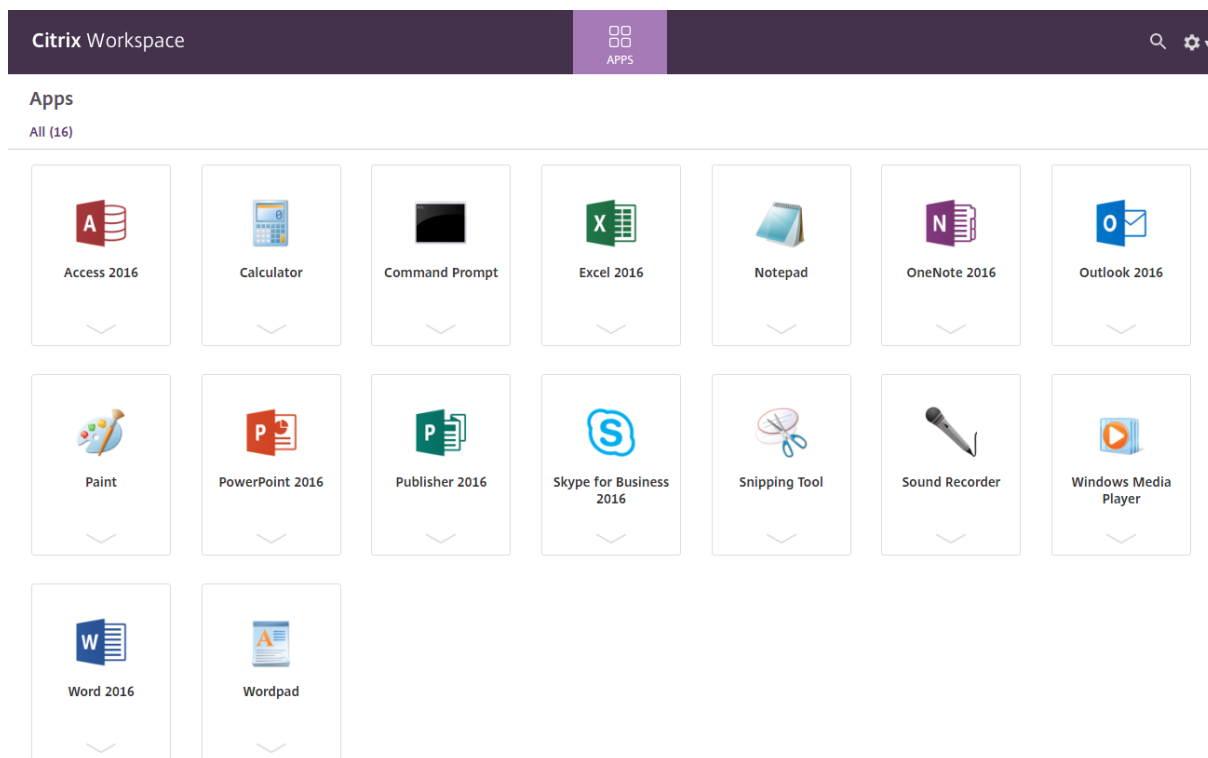 Citrix Workspace
APPS
Apps
All (16)
Access 2016
Calculator
Command Prompt
Excel 2016
Notepad
OneNote 2016
Outlook 2016
Paint
PowerPoint 2016
Publisher 2016
Skype for Business
2016
Snipping Tool
Sound Recorder
Windows Media
Player
Word 2016
Wordpad